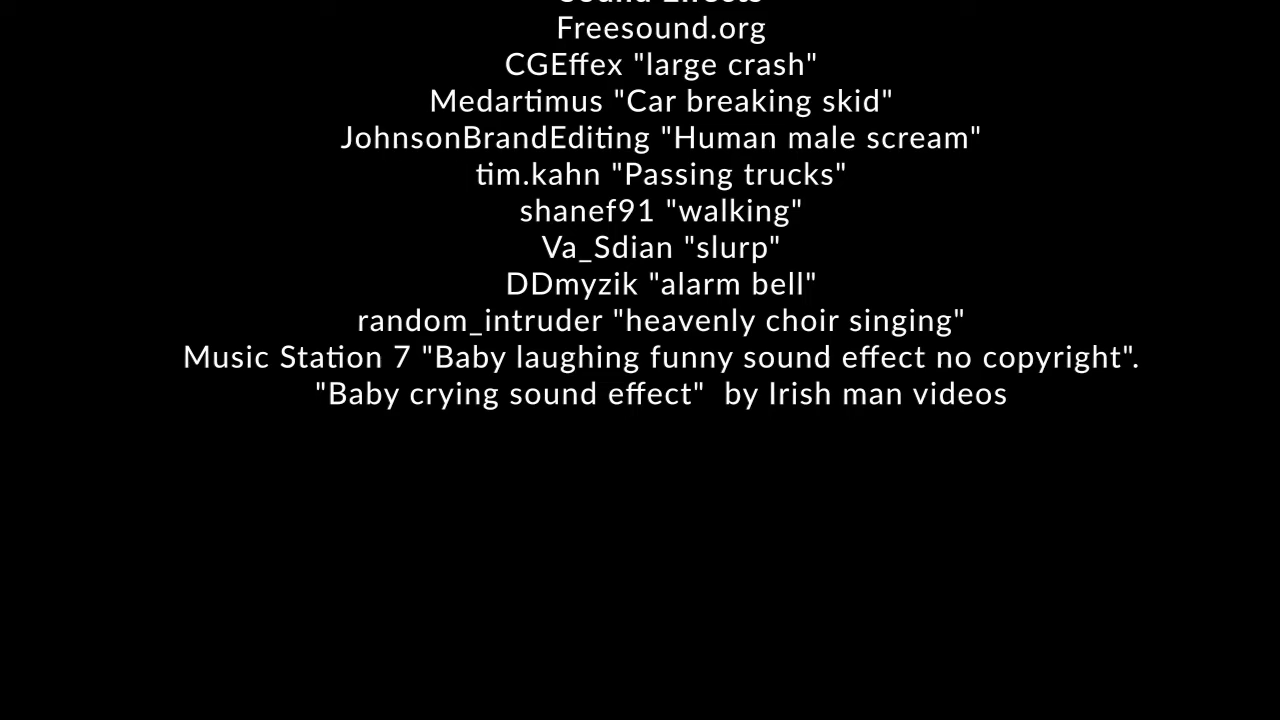 Sound Effects
Freesound.org
CGEffex "large crash"
Medartimus "Car breaking skid"
JohnsonBrandEditing "Human male scream"
tim.kahn "Passing trucks"
shanef91 "walking"
Va_Sdian "slurp"
DDmyzik "alarm bell"
random_intruder "heavenly choir singing"
Music Station 7 "Baby laughing funny sound effect no copyright".
"Baby crying sound effect"  by Irish man videos